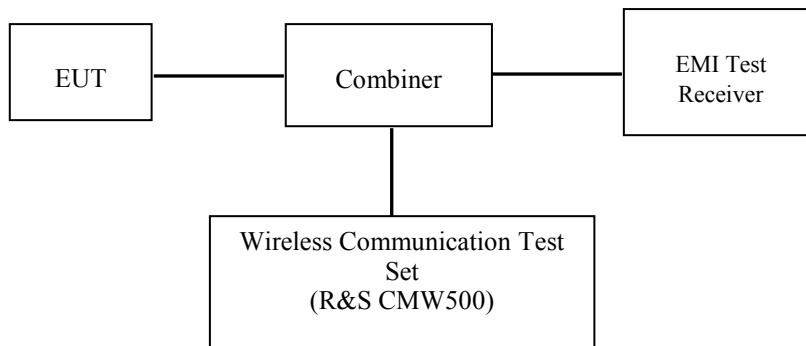 EUT
Combiner
EMI Test
Receiver
Wireless Communication Test
Set
(R&S CMW500)